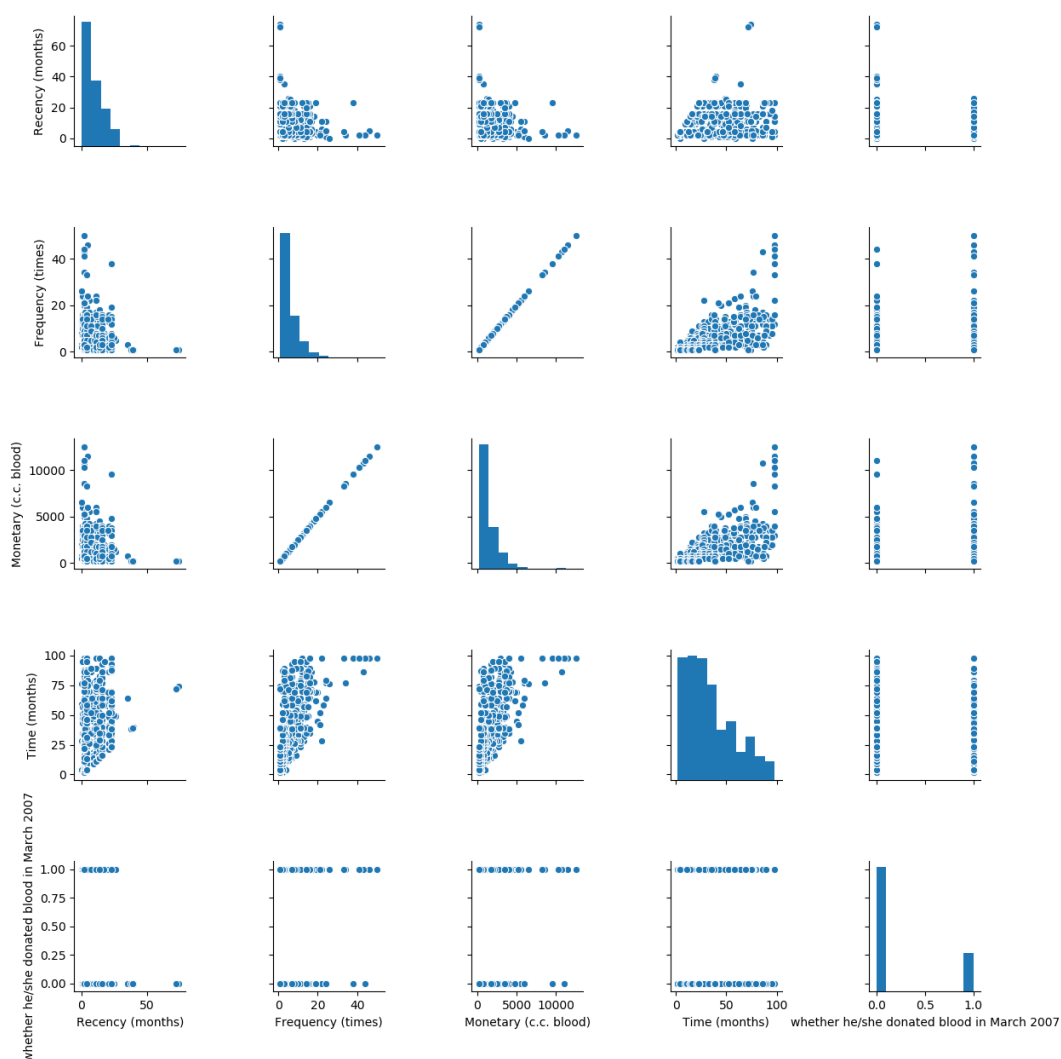 Recency (months)
60
40
20
0
Frequency (times)
40
20
0
Monetary (c.c. blood)
10000
5000
0
Time (months)
100
75
50
25
0
whether he/she donated blood in March 2007
1.00
0.75
0.50
0.25
0.00
0 50
0 20 40
0 5000 10000
0 50 100
0.0 0.5 1.0
Recency (months)
Frequency (times)
Monetary (c.c. blood)
Time (months)
whether he/she donated blood in March 2007